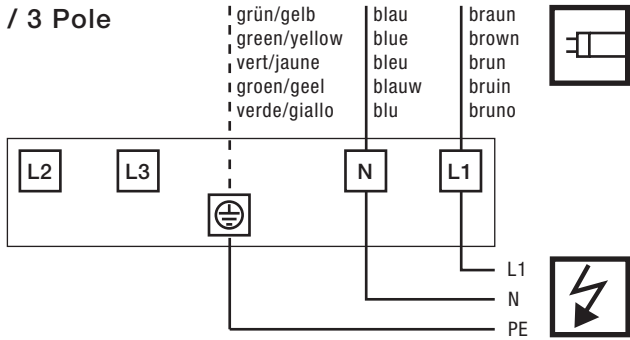 / 3 Pole
grün/gelb blau braun
green/yellow blue brown
vert/jaune bleu brun
groen/geel blauw bruin
verde/giallo blu bruno
L2 L3 N L1
L1
N
PE